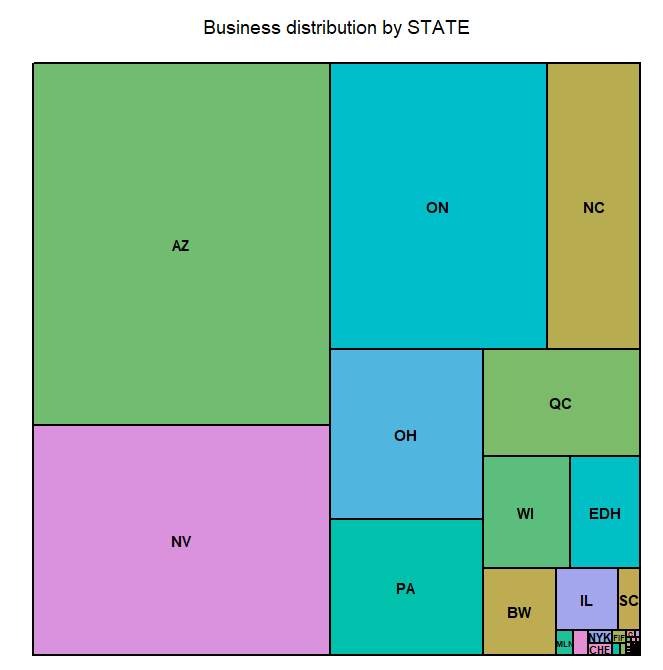 Business distribution by STATE
AZ
ON
NC
QC
OH
WI
EDH
NV
PA
BW
IL
SC
NYK
FIF
MLN
CHE